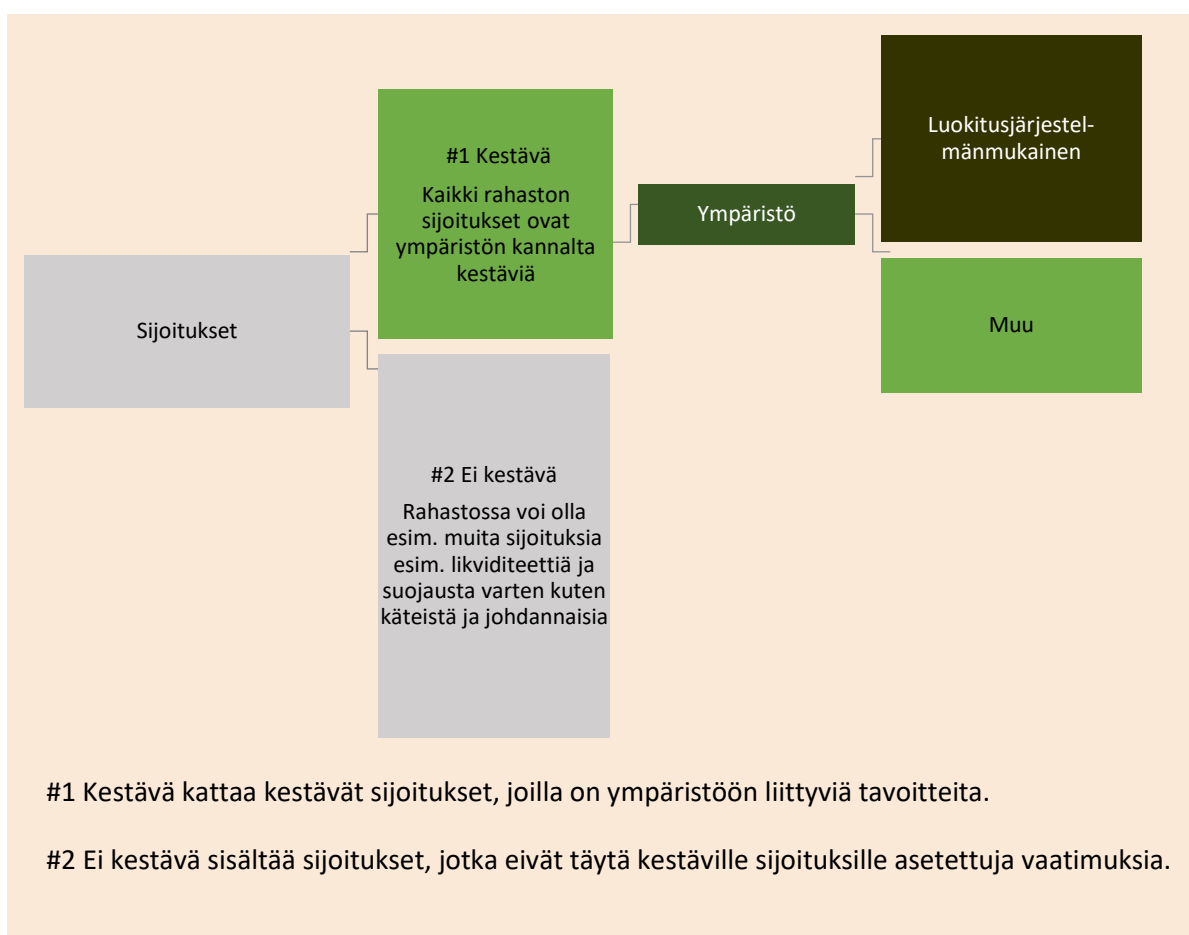 Sijoitukset
#1 Kestävä
Kaikki rahaston
sijoitukset ovat
ympäristön kannalta
kestäviä
#2 Ei kestävä
Rahastossa voi olla
esim. muita sijoituksia
esim. likviditeettiä ja
suojausta varten kuten
käteistä ja johdannaisia
Ympäristö
Luokitusjärjestel-
mänmukainen
Muu
#1 Kestävä kattaa kestävät sijoitukset, joilla on ympäristöön liittyviä tavoitteita.
#2 Ei kestävä sisältää sijoitukset, jotka eivät täytä kestäville sijoituksille asetettuja vaatimuksia.